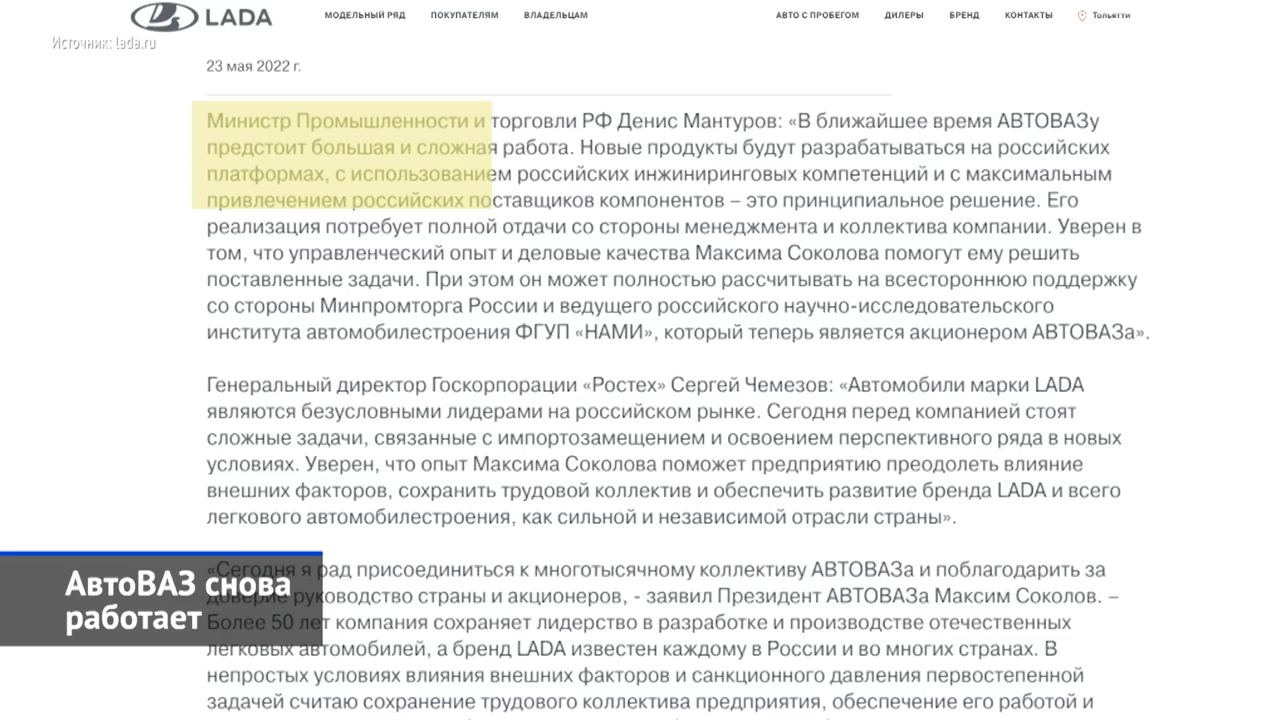 LADA
МОДЕЛЬНЫЙ РЯД ПОКУПАТЕЛЯМ ВЛАДЕЛЬЦАМ АВТО С ПРОБЕГОМ ДИЛЕРЫ БРЕНД КОНТАКТЫ Тольятти
Источник: lada.ru
23 мая 2022 г.
Министр Промышленности и торговли РФ Денис Мантуров: «В ближайшее время АВТОВАЗу
предстоит большая и сложная работа. Новые продукты будут разрабатываться на российских
платформах, с использованием российских инжиниринговых компетенций и с максимальным
привлечением российских поставщиков компонентов – это принципиальное решение. Его
реализация потребует полной отдачи со стороны менеджмента и коллектива компании. Уверен в
том, что управленческий опыт и деловые качества Максима Соколова помогут ему решить
поставленные задачи. При этом он может полностью рассчитывать на всестороннюю поддержку
со стороны Минпромторга России и ведущего российского научно-исследовательского
института автомобилестроения ФГУП «НАМИ», который теперь является акционером АВТОВАЗа».
Генеральный директор Госкорпорации «Ростех» Сергей Чемезов: «Автомобили марки LADA
являются безусловными лидерами на российском рынке. Сегодня перед компанией стоят
сложные задачи, связанные с импортозамещением и освоением перспективного ряда в новых
условиях. Уверен, что опыт Максима Соколова поможет предприятию преодолеть влияние
внешних факторов, сохранить трудовой коллектив и обеспечить развитие бренда LADA и всего
легкового автомобилестроения, как сильной и независимой отрасли страны».
«Сегодня я рад присоединиться к многотысячному коллективу АВТОВАЗа и поблагодарить за
доверие руководство страны и акционеров, - заявил Президент АВТОВАЗа Максим Соколов. –
Более 50 лет компания сохраняет лидерство в разработке и производстве отечественных
легковых автомобилей, а бренд LADA известен каждому в России и во многих странах. В
непростых условиях влияния внешних факторов и санкционного давления первостепенной
задачей считаю сохранение трудового коллектива предприятия, обеспечение его работой и
АвтоВАЗ снова
работает